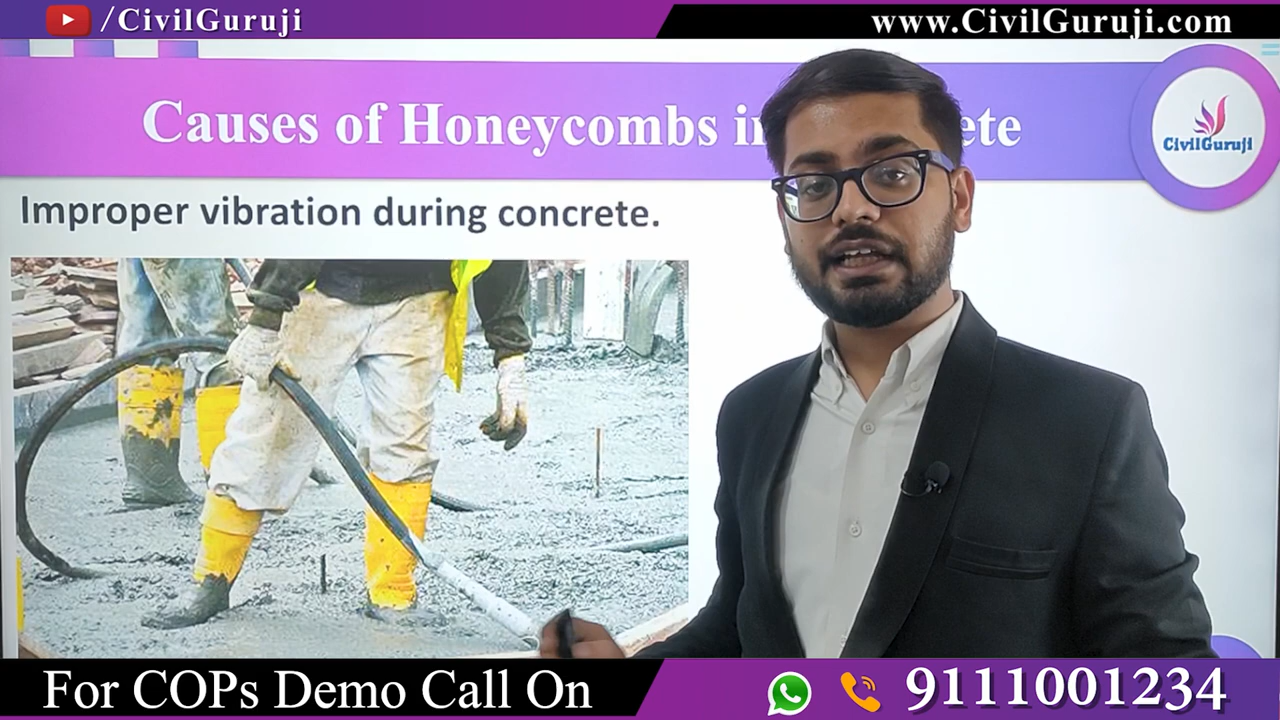 /CivilGuruji
www.CivilGuruji.com
Causes of Honeycombs in
ete
CivilGuruji
Improper vibration during concrete.
For COPs Demo Call On
9111001234